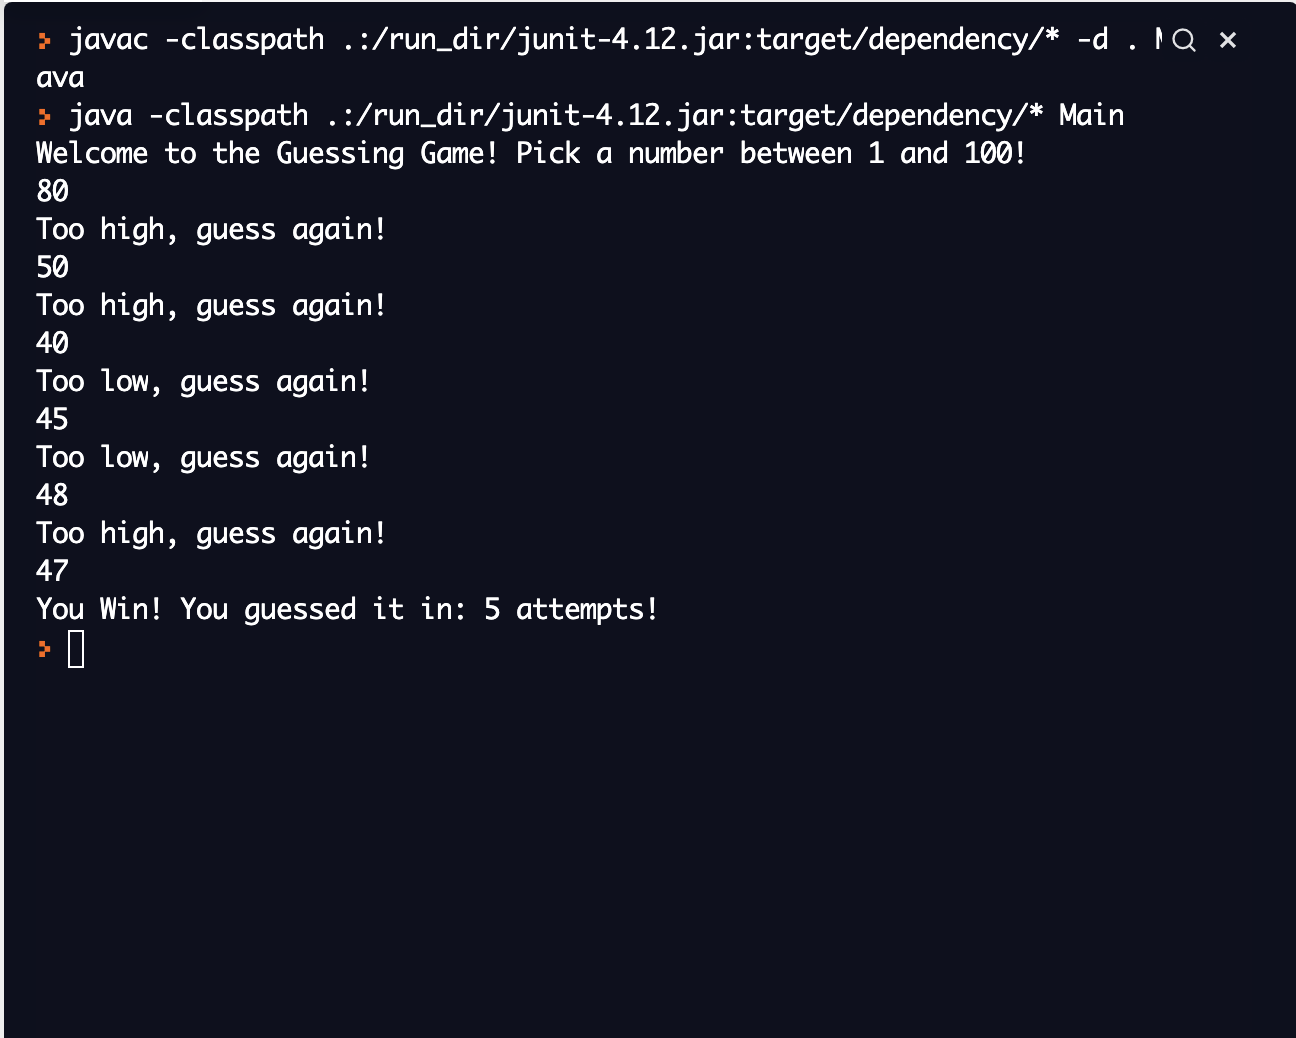 javac -classpath .:/run_dir/junit-4.12.jar:target/dependency/* -d .
ava
java -classpath .:/run_dir/junit-4.12.jar:target/dependency/* Main
Welcome to the Guessing Game! Pick a number between 1 and 100!
80
Too high, guess again!
50
Too high, guess again!
40
Too low, guess again!
45
Too low, guess again!
48
Too high, guess again!
47
You Win! You guessed it in: 5 attempts!